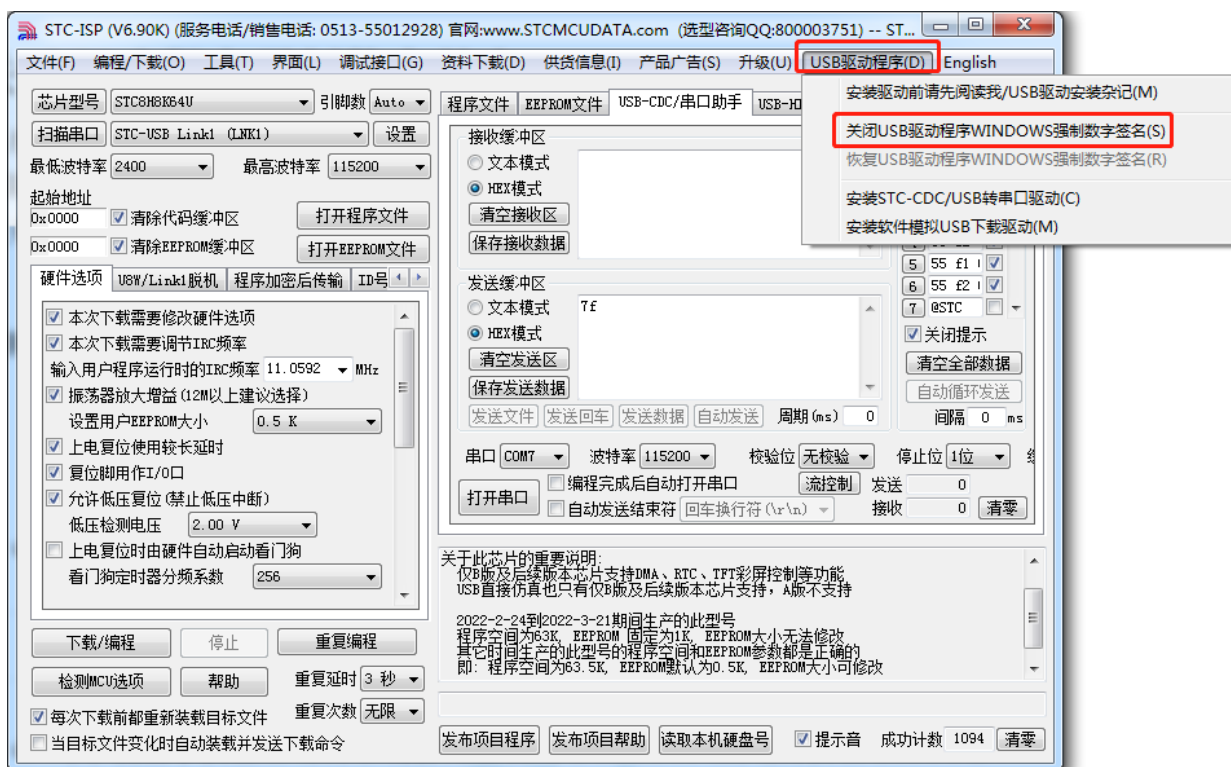 STC-ISP (V6.90K) (服务电话/销售电话: 0513-55012928) 官网:www.STCMCUDATA.com (选型咨询QQ:800003751) -- ST...
文件(F) 编程/下载(O) 工具(T) 界面(L) 调试接口(G) 资料下载(D) 供货信息(I) 产品广告(S) 升级(U) USB驱动程序(D) English
安装驱动前请先阅读我/USB驱动安装杂记(M)
关闭USB驱动程序WINDOWS强制数字签名(S)
恢复USB驱动程序WINDOWS强制数字签名(R)
安装STC-CDC/USB转串口驱动(C)
安装软件模拟USB下载驱动(M)
芯片型号 STC8H8K64U 引脚数 Auto
扫描串口 STC-USB Link1 (LNK1) 设置
最低波特率 2400 最高波特率 115200
起始地址
0x0000 清除代码缓冲区 打开程序文件
0x0000 清除EEPROM缓冲区 打开EEPROM文件
硬件选项 U8W/Link1脱机 程序加密后传输 ID号
本次下载需要修改硬件选项
本次下载需要调节IRC频率
输入用户程序运行时的IRC频率 11.0592 MHz
振荡器放大增益(12M以上建议选择)
设置用户EEPROM大小 0.5 K
上电复位使用较长延时
复位脚用作I/O口
允许低压复位(禁止低压中断)
低压检测电压 2.00 V
上电复位时由硬件自动启动看门狗
看门狗定时器分频系数 256
下载/编程 停止 重复编程
检测MCU选项 帮助 重复延时 3 秒
每次下载前都重新装载目标文件 重复次数 无限
当目标文件变化时自动装载并发送下载命令
程序文件 EEPROM文件 USB-CDC/串口助手
接收缓冲区
文本模式
HEX模式
清空接收区
保存接收数据
发送缓冲区
文本模式 7f
HEX模式
清空发送区
保存发送数据
5 55 f1
6 55 f2
7 @STC
关闭提示
清空全部数据
自动循环发送
间隔 0 ms
发送文件 发送回车 发送数据 自动发送 周期(ms) 0
串口 COM7 波特率 115200 校验位 无校验 停止位 1位
打开串口 编程完成后自动打开串口 流控制 发送 0
自动发送结束符 回车换行符(\r\n) 接收 0 清零
关于此芯片的重要说明:
仅B版及后续版本芯片支持DMA、RTC、TFT彩屏控制等功能
USB直接仿真也只有仅B版及后续版本芯片支持，A版不支持
2022-2-24到2022-3-21期间生产的此型号
程序空间为63K, EEPROM 固定为1K, EEPROM大小无法修改
其它时间生产的此型号的程序空间和EEPROM参数都是正确的
即: 程序空间为63.5K, EEPROM默认为0.5K, EEPROM大小可修改
发布项目程序 发布项目帮助 读取本机硬盘号 提示音 成功计数 1094 清零